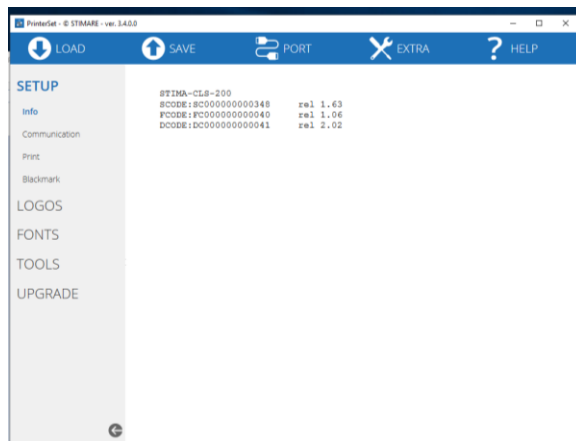 PrinterSet - © STIMARE - ver. 3.4.0.0
LOAD SAVE PORT EXTRA HELP
SETUP
Info
Communication
Print
Blackmark
LOGOS
FONTS
TOOLS
UPGRADE
STIMA-CLS-200
SCODE:SC000000000348 rel 1.63
FCODE:FC000000000040 rel 1.06
DCODE:DC000000000041 rel 2.02